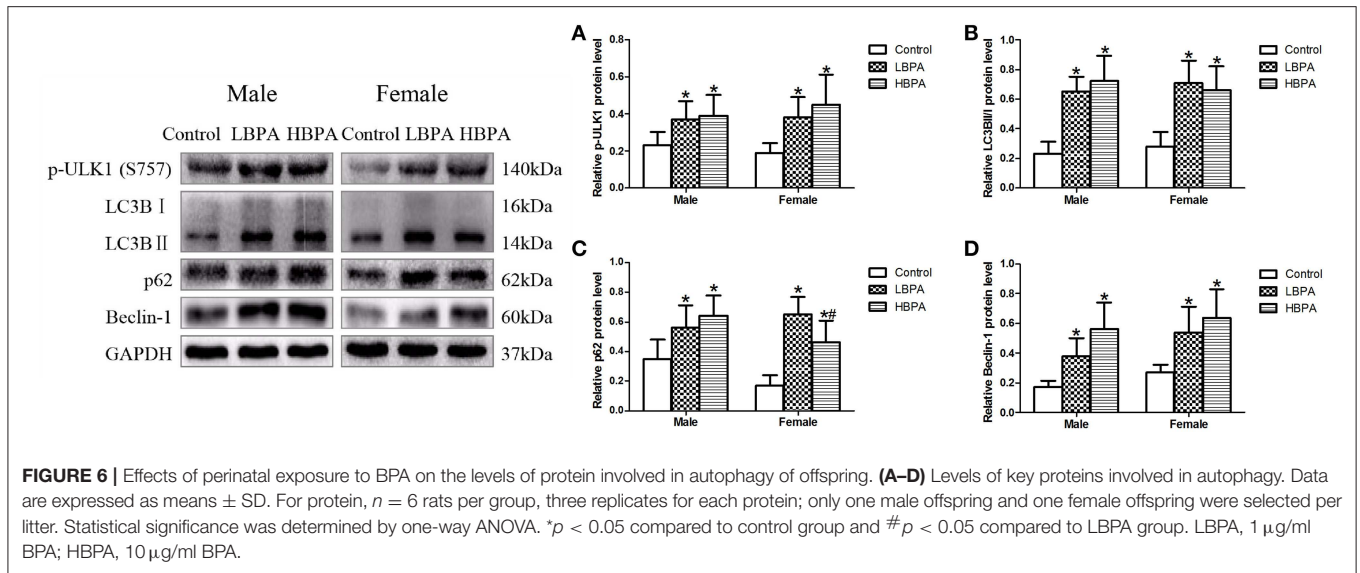 Male Female
Control LBPA HBPA Control LBPA HBPA
p-ULK1 (S757) 140kDa
LC3B Ⅰ 16kDa
LC3B Ⅱ 14kDa
p62 62kDa
Beclin-1 60kDa
GAPDH 37kDa
A
Relative p-ULK1 protein level
0.8
0.6
0.4
0.2
0.0
* * * *
Male Female
Control
LBPA
HBPA
B
Relative LC3BII/I protein level
1.0
0.8
0.6
0.4
0.2
0.0
* * * *
Male Female
Control
LBPA
HBPA
C
Relative p62 protein level
1.0
0.8
0.6
0.4
0.2
0.0
* * * *#
Male Female
Control
LBPA
HBPA
D
Relative Beclin-1 protein level
1.0
0.8
0.6
0.4
0.2
0.0
* * * *
Male Female
Control
LBPA
HBPA
FIGURE 6 | Effects of perinatal exposure to BPA on the levels of protein involved in autophagy of offspring. (A–D) Levels of key proteins involved in autophagy. Data
are expressed as means ± SD. For protein, n = 6 rats per group, three replicates for each protein; only one male offspring and one female offspring were selected per
litter. Statistical significance was determined by one-way ANOVA. *p < 0.05 compared to control group and #p < 0.05 compared to LBPA group. LBPA, 1 μg/ml
BPA; HBPA, 10 μg/ml BPA.